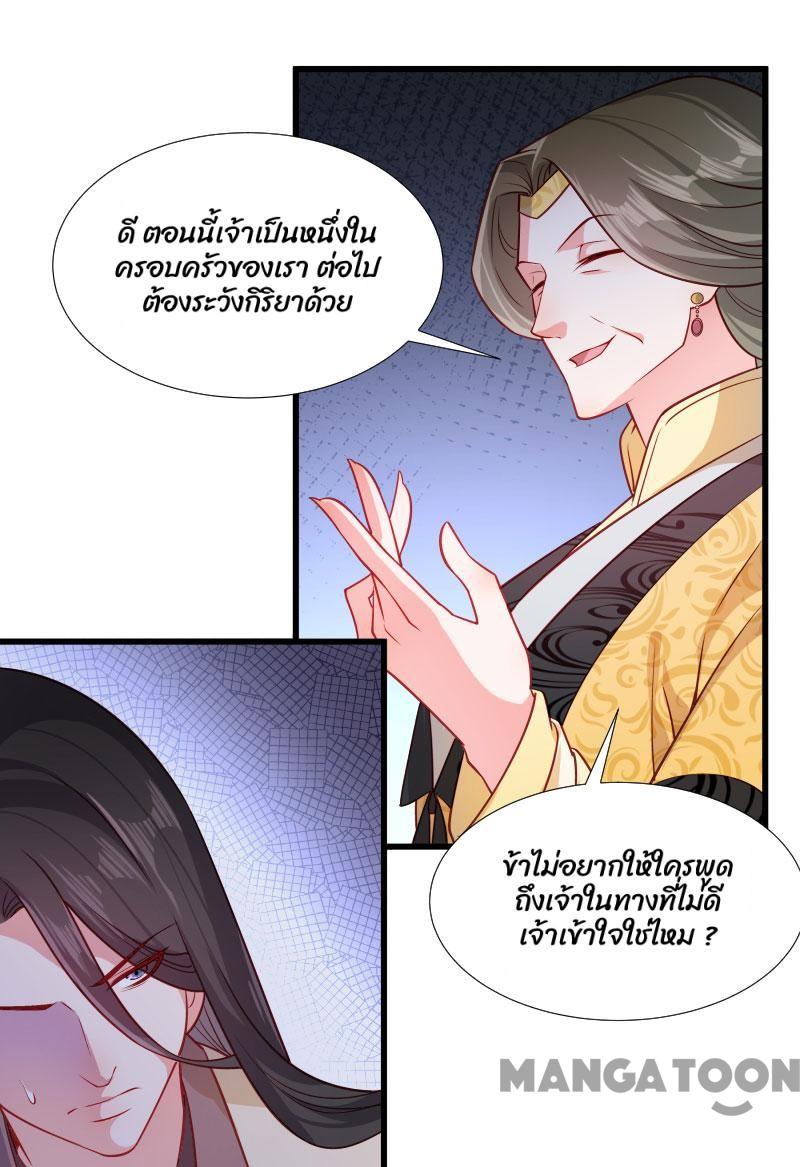 ดี ตอนนี้เจ้าเป็นหนึ่งใน
ครอบครัวของเรา ต่อไป
ต้องระวังกิริยาด้วย
ข้าไม่อยากให้ใครพูด
ถึงเจ้าในทางที่ไม่ดี
เจ้าเข้าใจใช่ไหม ?
MANGATOON